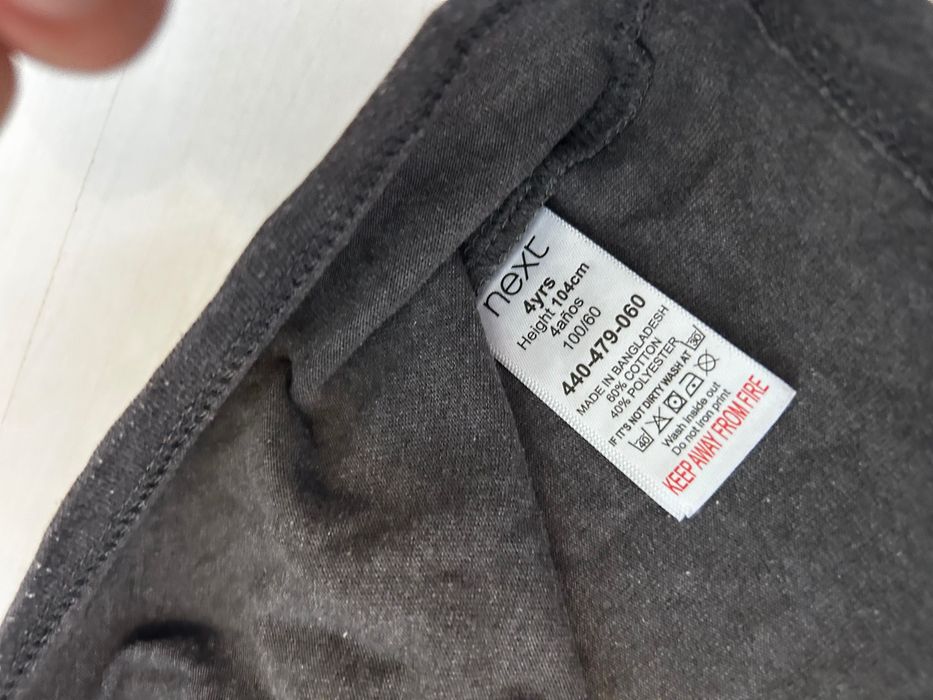 next
4yrs
Height 104cm
4años
100/60
440-479-060
MADE IN BANGLADESH
60% COTTON
40% POLYESTER
IF IT'S NOT DIRTY WASH AT 30
40
Wash inside out
Do not iron print
KEEP AWAY FROM FIRE